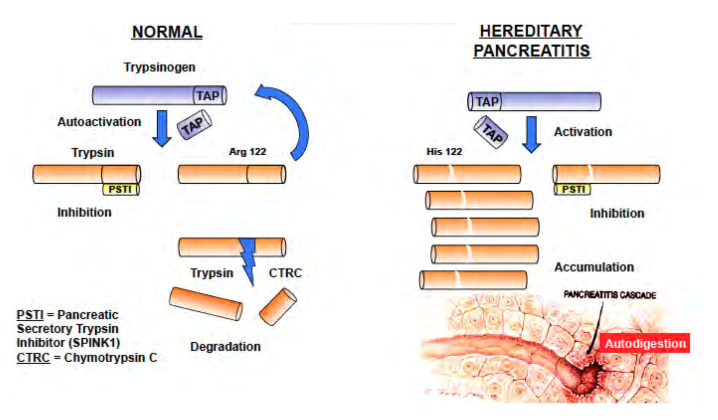 NORMAL
Trypsinogen
TAP
Autoactivation
TAP
Trypsin
Arg 122
PSTI
Inhibition
Trypsin
CTRC
Degradation
PSTI = Pancreatic
Secretory Trypsin
Inhibitor (SPINK1)
CTRC = Chymotrypsin C
HEREDITARY
PANCREATITIS
TAP
TAP
Activation
His 122
PSTI
Inhibition
Accumulation
PANCREATITIS CASCADE
Autodigestion